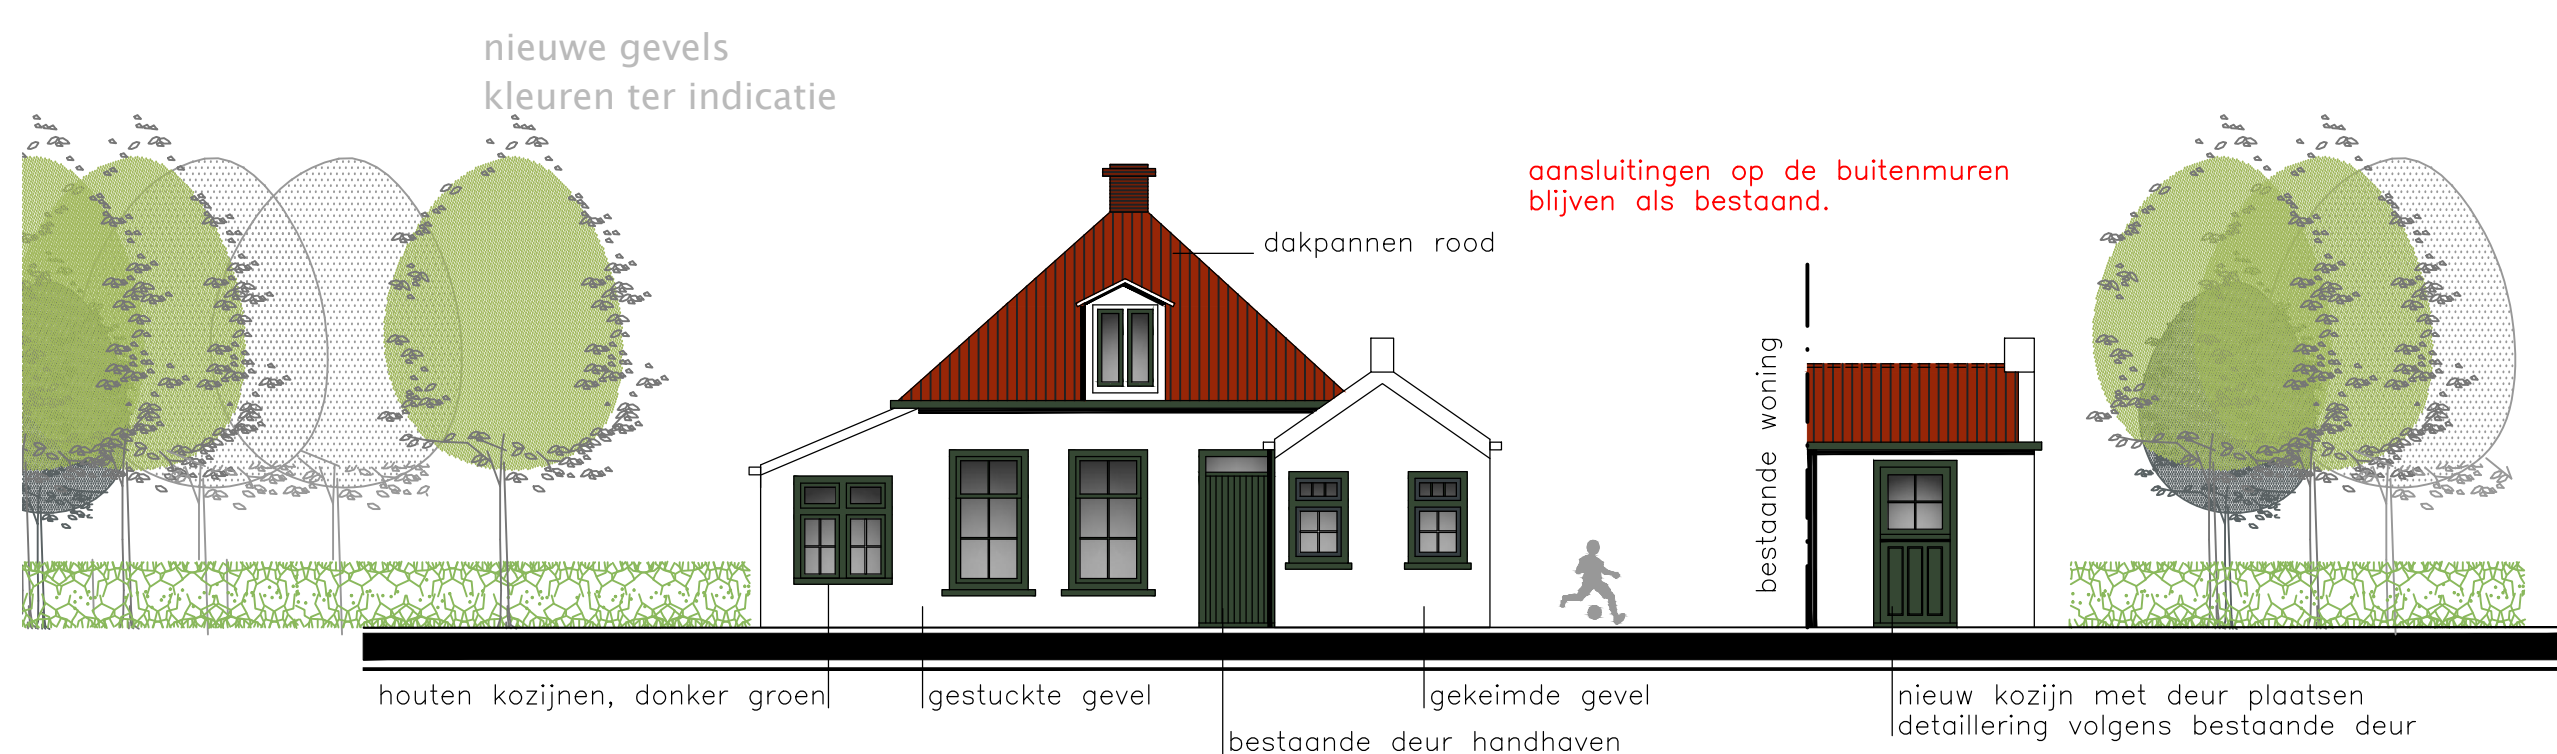 nieuwe gevels
kleuren ter indicatie
aansluitingen op de buitenmuren
blijven als bestaand.
dakpannen rood
bestaande woning
houten kozijnen, donker groen
gestuckte gevel
gekeimde gevel
nieuw kozijn met deur plaatsen
detaillering volgens bestaande deur
bestaande deur handhaven